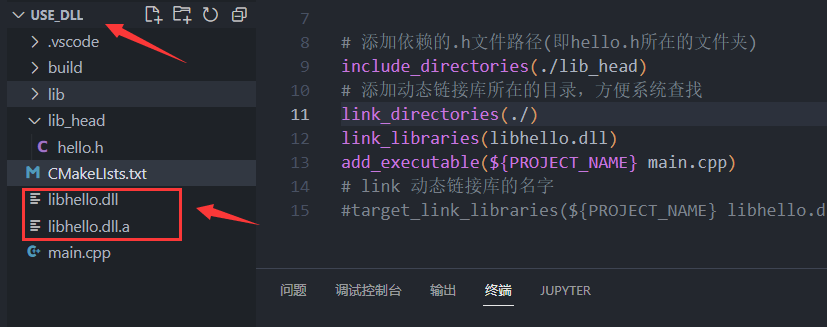 USE_DLL
.vscode
build
lib
lib_head
hello.h
CMakeLIsts.txt
libhello.dll
libhello.dll.a
main.cpp
7
8 # 添加依赖的.h文件路径(即hello.h所在的文件夹)
9 include_directories(./lib_head)
10 # 添加动态链接库所在的目录，方便系统查找
11 link_directories(./)
12 link_libraries(libhello.dll)
13 add_executable(${PROJECT_NAME} main.cpp)
14 # link 动态链接库的名字
15 #target_link_libraries(${PROJECT_NAME} libhello.d
问题 调试控制台 输出 终端 JUPYTER